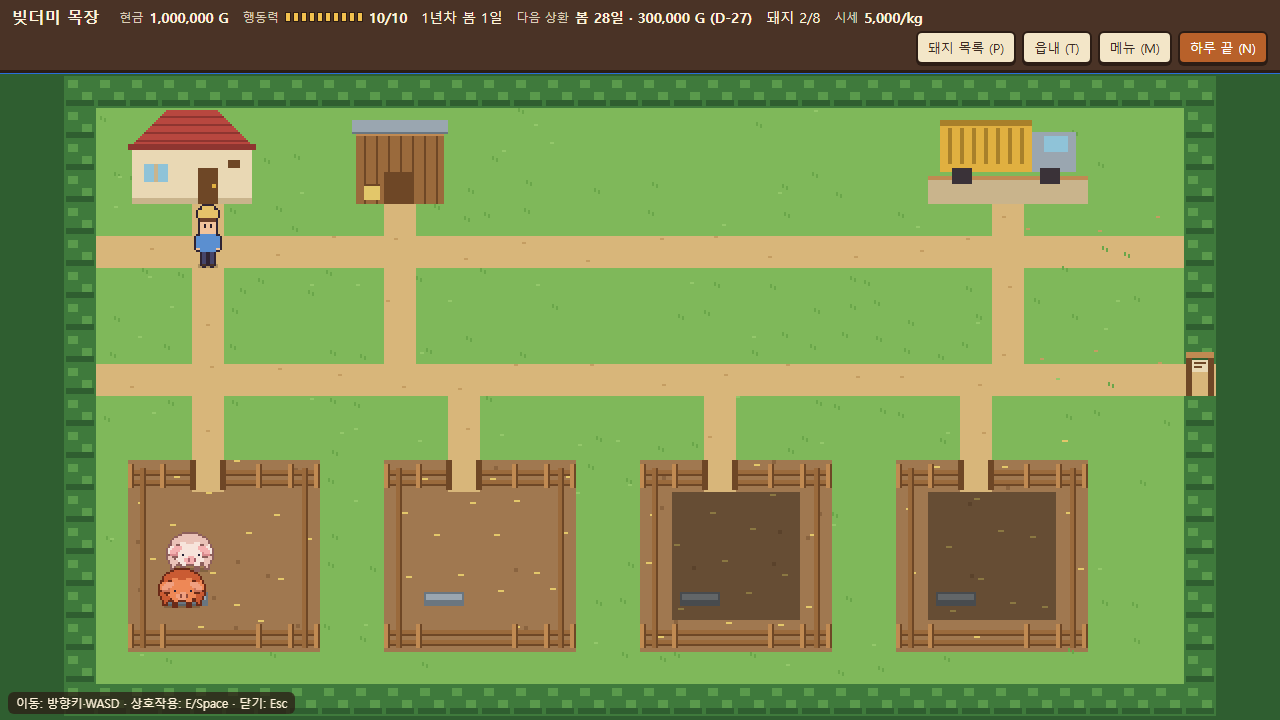 빚더미 목장 현금 1,000,000 G 행동력 10/10 1년차 봄 1일 다음 상환 봄 28일 · 300,000 G (D-27) 돼지 2/8 시세 5,000/kg
돼지 목록 (P) 읍내 (T) 메뉴 (M) 하루 끝 (N)
이동: 방향키·WASD · 상호작용: E/Space · 닫기: Esc